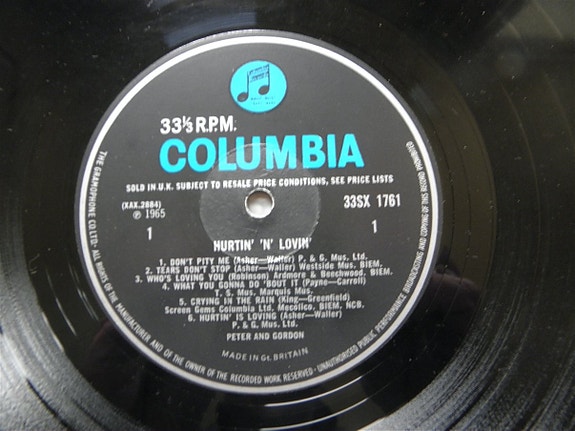 33⅓ R.P.M.
COLUMBIA
SOLD IN U.K. SUBJECT TO RESALE PRICE CONDITIONS, SEE PRICE LISTS
(XAX.2884) 33SX 1761
℗ 1965
1 1
HURTIN' 'N' LOVIN'
1. DON'T PITY ME (Asher—Waller) P. & G. Mus. Ltd.
2. TEARS DON'T STOP (Asher—Waller) Westside Mus. BIEM.
3. WHO'S LOVING YOU (Robinson) Ardmore & Beechwood. BIEM.
4. WHAT YOU GONNA DO 'BOUT IT (Payne—Carroll)
T. S. Mus. Marquis Mus.
5. CRYING IN THE RAIN (King—Greenfield)
Screen Gems Columbia Ltd. Mecolico. BIEM. NCB.
6. HURTIN' IS LOVING (Asher—Waller)
P. & G. Mus. Ltd.
PETER AND GORDON
MADE IN Gt. BRITAIN
THE GRAMOPHONE CO. LTD. ALL RIGHTS OF THE MANUFACTURER AND OF THE OWNER OF THE RECORDED WORK RESERVED—UNAUTHORISED PUBLIC PERFORMANCE BROADCASTING AND COPYING OF THIS RECORD PROHIBITED